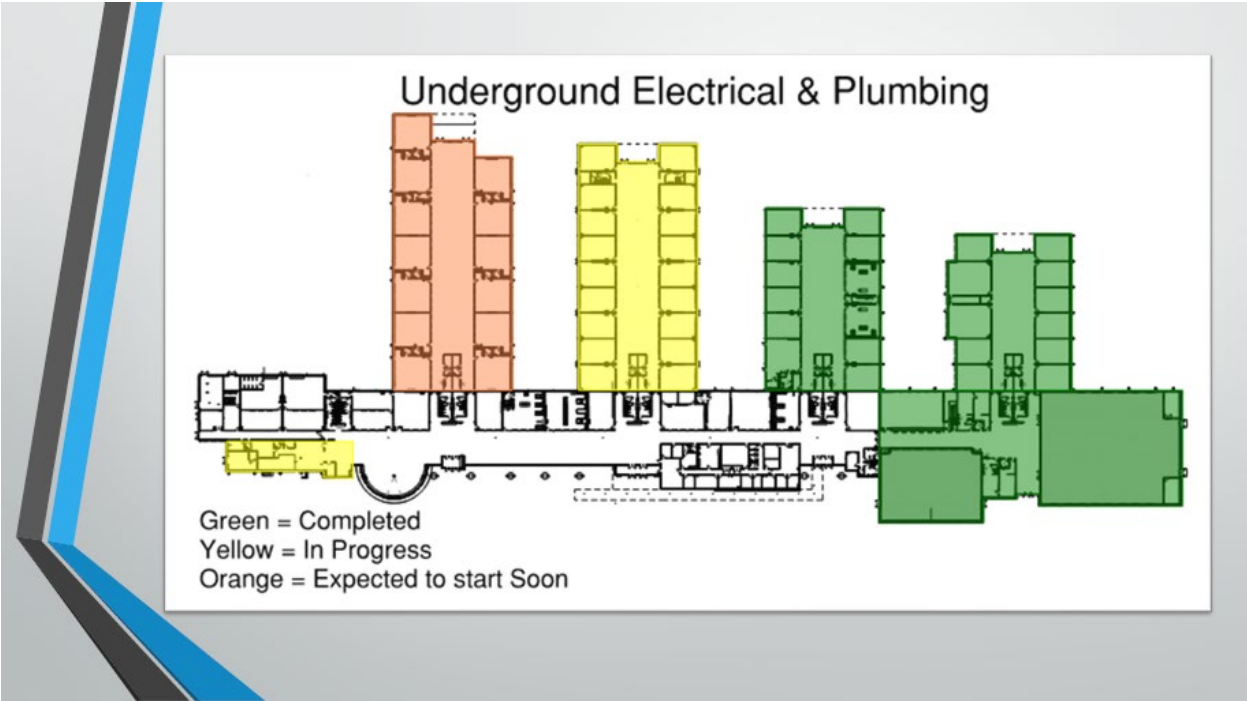 Underground Electrical & Plumbing
Green = Completed
Yellow = In Progress
Orange = Expected to start Soon